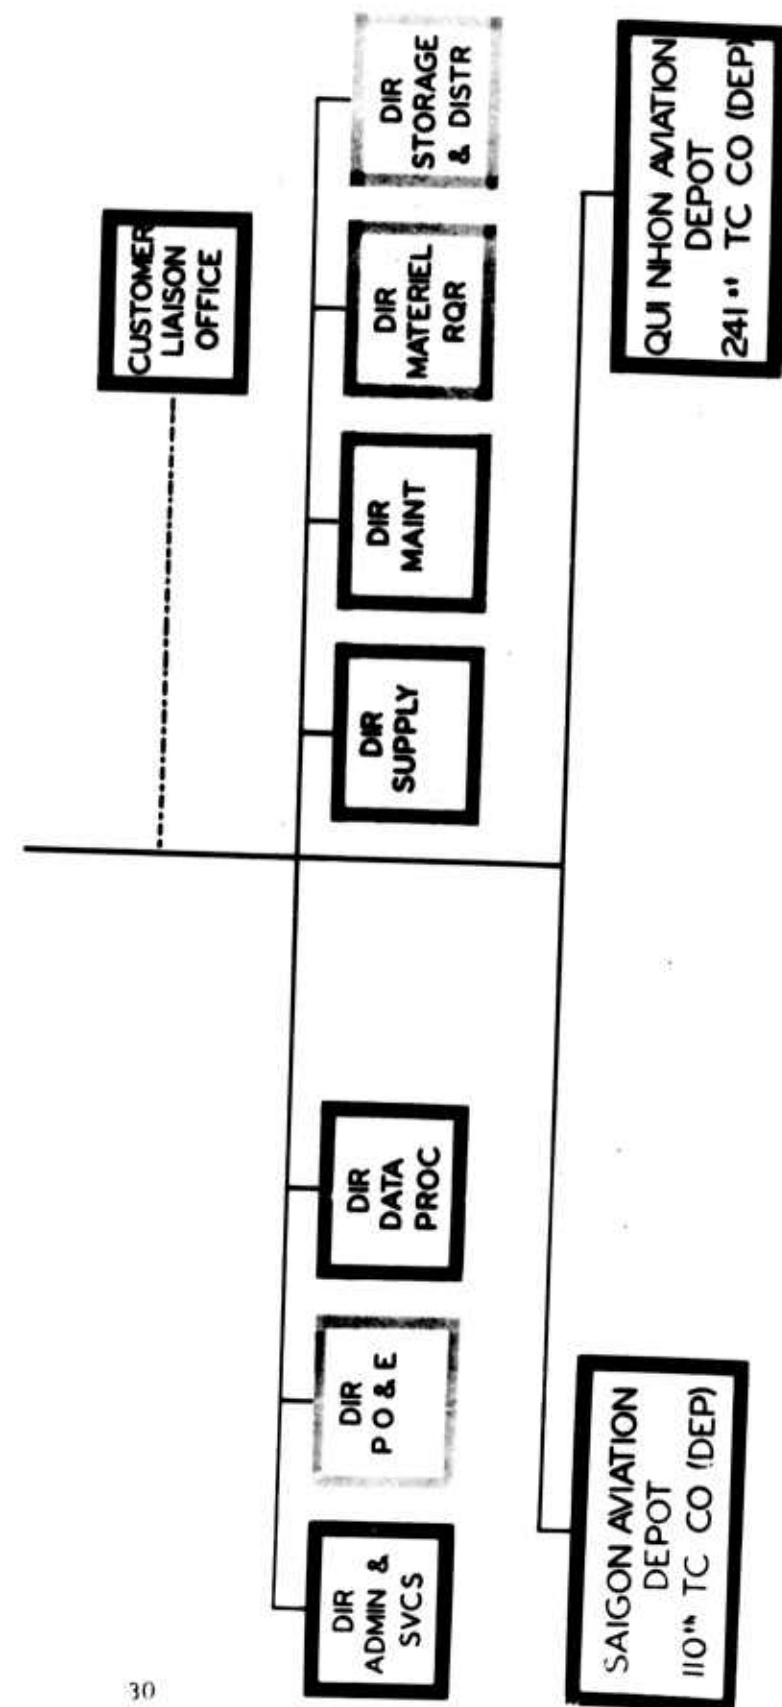 CUSTOMER
LIAISON
OFFICE
DIR
ADMIN &
SVCS
DIR
P O & E
DIR
DATA
PROC
DIR
SUPPLY
DIR
MAINT
DIR
MATERIEL
RQR
DIR
STORAGE
& DISTR
SAIGON AVIATION
DEPOT
110th TC CO (DEP)
QUI NHON AVIATION
DEPOT
241st TC CO (DEP)
30